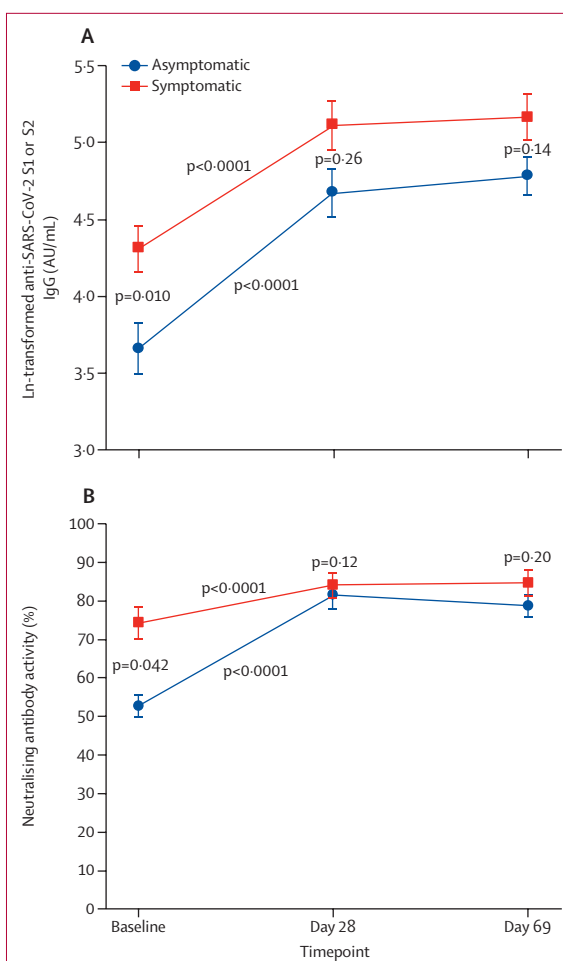 A
Asymptomatic
Symptomatic
Ln-transformed anti-SARS-CoV-2 S1 or S2
IgG (AU/mL)
5·5
5·0
4·5
4·0
3·5
3·0
p<0·0001
p=0·26
p=0·14
p=0·010
p<0·0001
B
Neutralising antibody activity (%)
100
90
80
70
60
50
40
30
20
10
0
p=0·12
p=0·20
p<0·0001
p=0·042
p<0·0001
Baseline
Day 28
Day 69
Timepoint